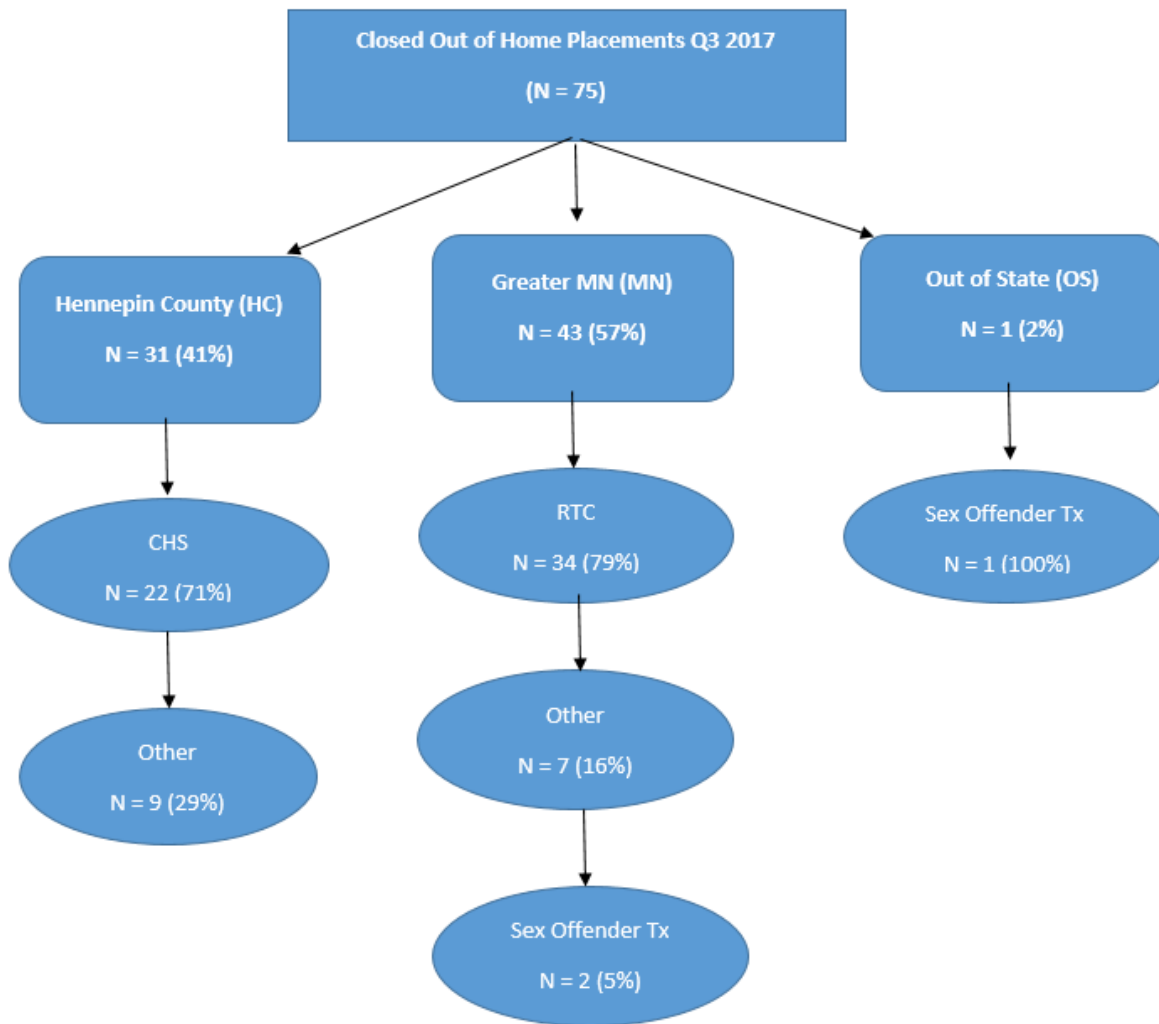 Closed Out of Home Placements Q3 2017
(N = 75)
Hennepin County (HC)
N = 31 (41%)
Greater MN (MN)
N = 43 (57%)
Out of State (OS)
N = 1 (2%)
CHS
N = 22 (71%)
RTC
N = 34 (79%)
Sex Offender Tx
N = 1 (100%)
Other
N = 9 (29%)
Other
N = 7 (16%)
Sex Offender Tx
N = 2 (5%)